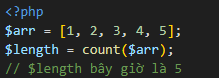 <?php
$arr = [1, 2, 3, 4, 5];
$length = count($arr);
// $length bây giờ là 5